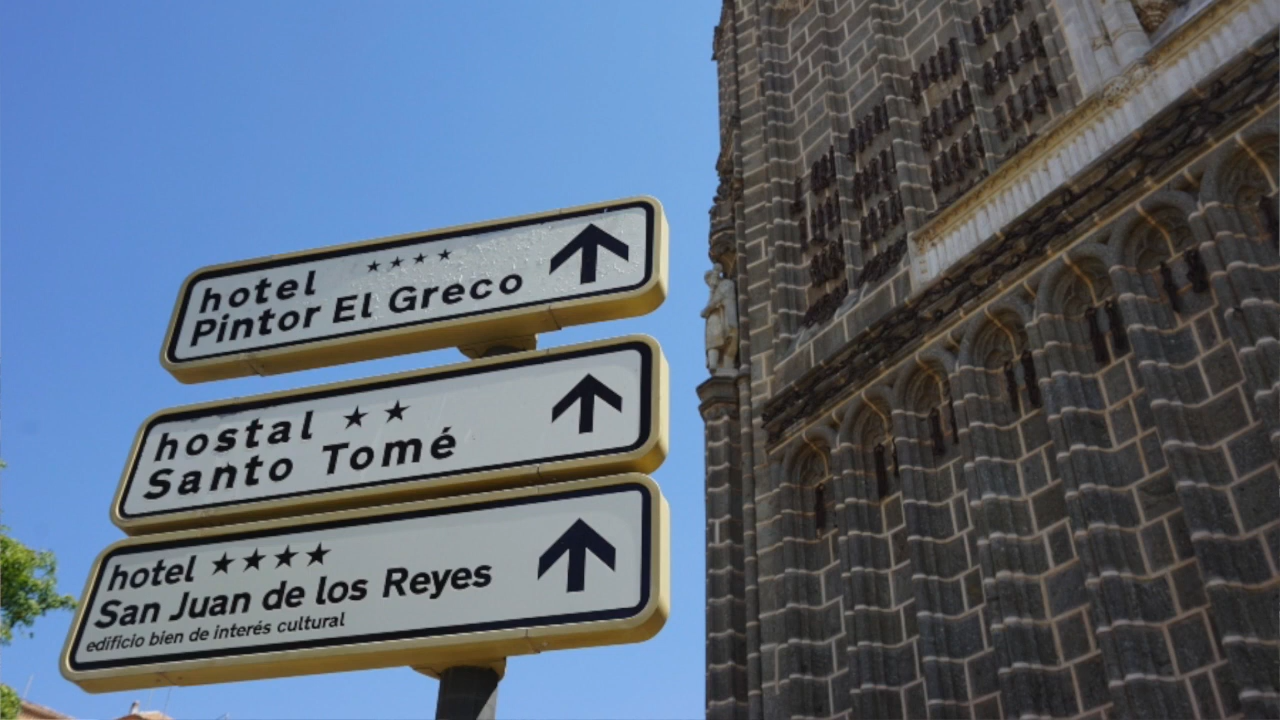 hotel ****
Pintor El Greco
hostal **
Santo Tomé
hotel ****
San Juan de los Reyes
edificio bien de interés cultural